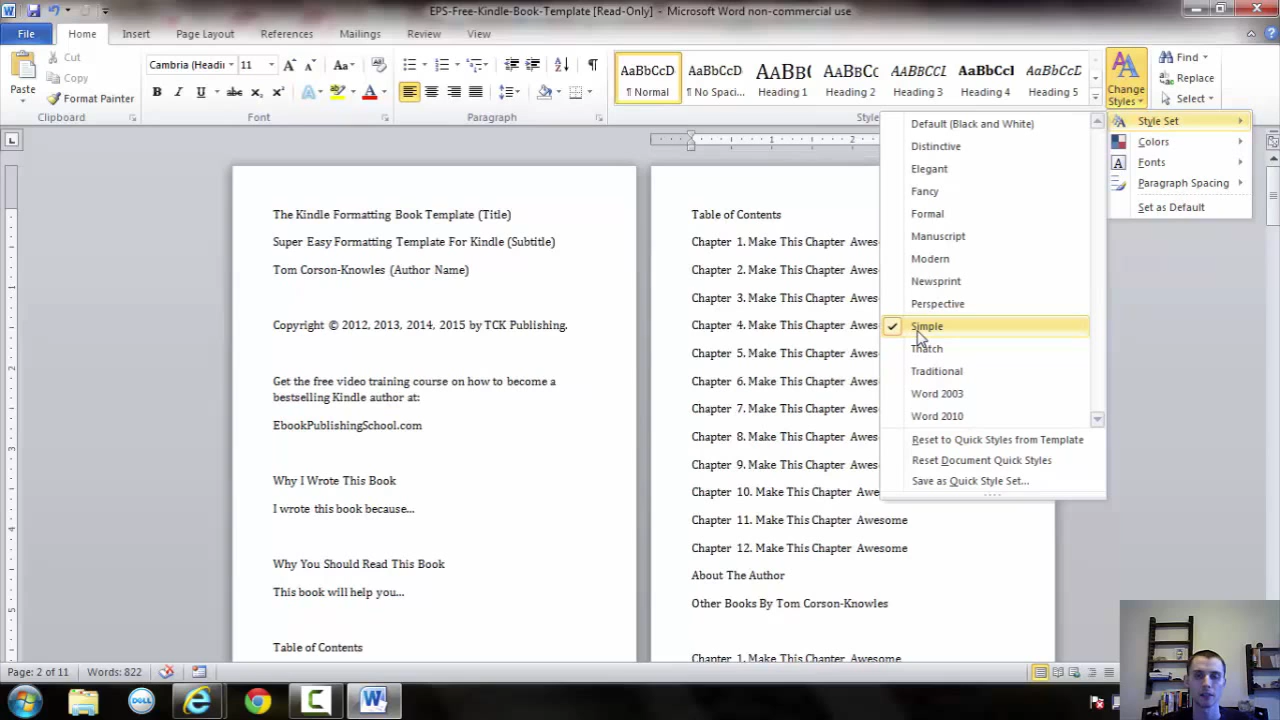 EPS-Free-Kindle-Book-Template [Read-Only] - Microsoft Word non-commercial use
File Home Insert Page Layout References Mailings Review View
Paste
Cut
Copy
Format Painter
Clipboard
Cambria (Headi 11
Font
Paragraph
AaBbCcD AaBbCcD AaBb( AaBbC AaBbCCI AaBbCcI AaBbCcD
¶ Normal ¶ No Spaci... Heading 1 Heading 2 Heading 3 Heading 4 Heading 5
Change
Styles
Find
Replace
Select
Style Set
Colors
Fonts
Paragraph Spacing
Set as Default
Default (Black and White)
Distinctive
Elegant
Fancy
Formal
Manuscript
Modern
Newsprint
Perspective
Simple
Thatch
Traditional
Word 2003
Word 2010
Reset to Quick Styles from Template
Reset Document Quick Styles
Save as Quick Style Set...
The Kindle Formatting Book Template (Title)
Super Easy Formatting Template For Kindle (Subtitle)
Tom Corson-Knowles (Author Name)
Copyright © 2012, 2013, 2014, 2015 by TCK Publishing.
Get the free video training course on how to become a
bestselling Kindle author at:
EbookPublishingSchool.com
Why I Wrote This Book
I wrote this book because...
Why You Should Read This Book
This book will help you...
Table of Contents
Table of Contents
Chapter 1. Make This Chapter Awes
Chapter 2. Make This Chapter Awes
Chapter 3. Make This Chapter Awes
Chapter 4. Make This Chapter Awes
Chapter 5. Make This Chapter Awes
Chapter 6. Make This Chapter Awes
Chapter 7. Make This Chapter Awes
Chapter 8. Make This Chapter Awes
Chapter 9. Make This Chapter Awes
Chapter 10. Make This Chapter Awes
Chapter 11. Make This Chapter Awesome
Chapter 12. Make This Chapter Awesome
About The Author
Other Books By Tom Corson-Knowles
Chapter 1. Make This Chapter Awesome
Page: 2 of 11 Words: 822
DELL